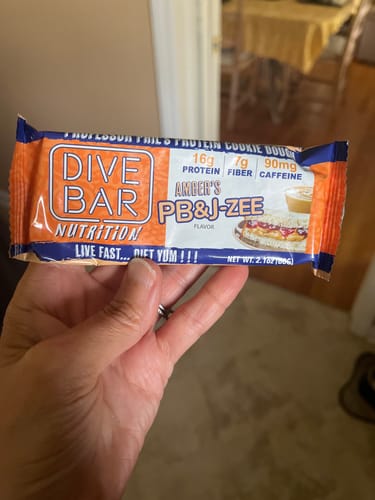 PROFESSOR PHIL'S PROTEIN COOKIE DOUGH
DIVE
BAR
NUTRITION
16g 7g 90mg
PROTEIN FIBER CAFFEINE
AMBER'S
PB&J-ZEE
FLAVOR
LIVE FAST... DIET YUM!!!
NET WT. 2.1oz (60G)